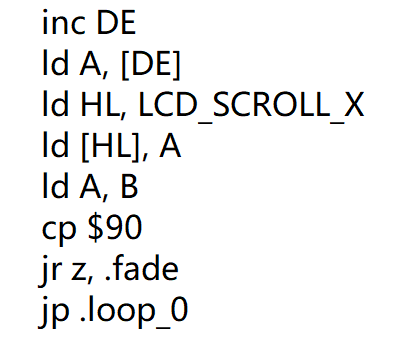 inc DE
ld A, [DE]
ld HL, LCD_SCROLL_X
ld [HL], A
ld A, B
cp $90
jr z, .fade
jp .loop_0